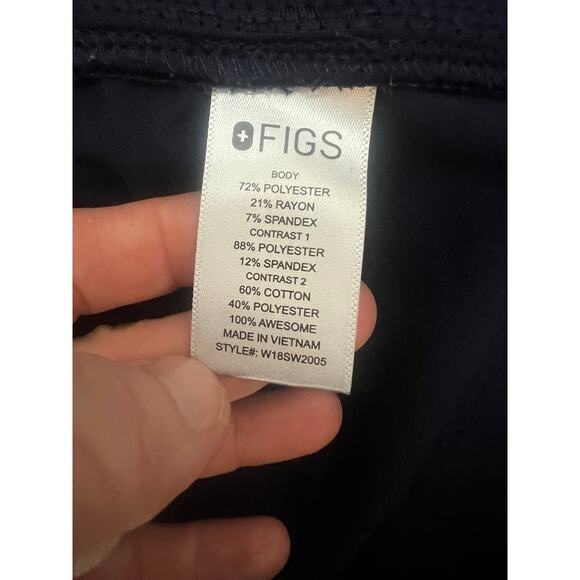 FIGS
BODY
72% POLYESTER
21% RAYON
7% SPANDEX
CONTRAST 1
88% POLYESTER
12% SPANDEX
CONTRAST 2
60% COTTON
40% POLYESTER
100% AWESOME
MADE IN VIETNAM
STYLE#: W18SW2005